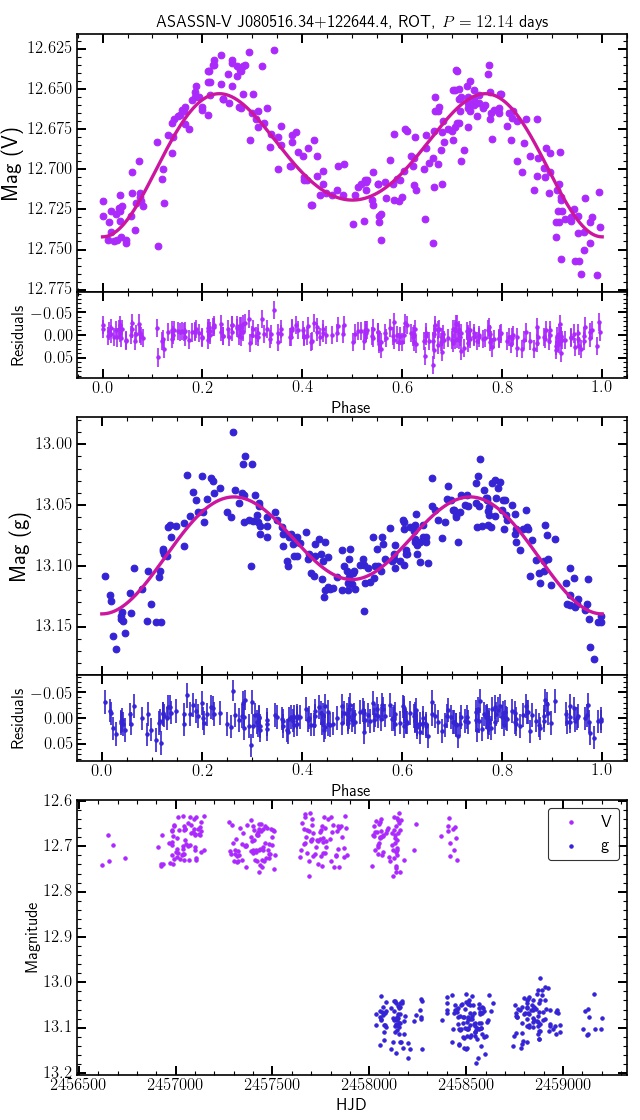 ASASSN-V J080516.34+122644.4, ROT, P = 12.14 days
12.625
12.650
12.675
12.700
12.725
12.750
12.775
Mag (V)
−0.05
0.00
0.05
Residuals
0.0 0.2 0.4 0.6 0.8 1.0
Phase
13.00
13.05
13.10
13.15
Mag (g)
−0.05
0.00
0.05
Residuals
0.0 0.2 0.4 0.6 0.8 1.0
Phase
12.6
12.7
12.8
12.9
13.0
13.1
13.2
Magnitude
V
g
2456500 2457000 2457500 2458000 2458500 2459000
HJD